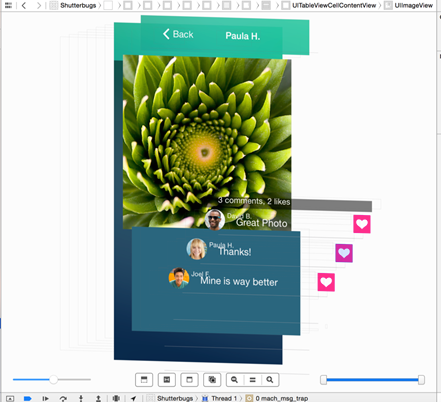 Shutterbugs
UITableViewCellContentView
UIImageView
Back
Paula H.
3 comments, 2 likes
David B.
Great Photo
Paula H.
Thanks!
Joel F.
Mine is way better
Shutterbugs
Thread 1
0 mach_msg_trap